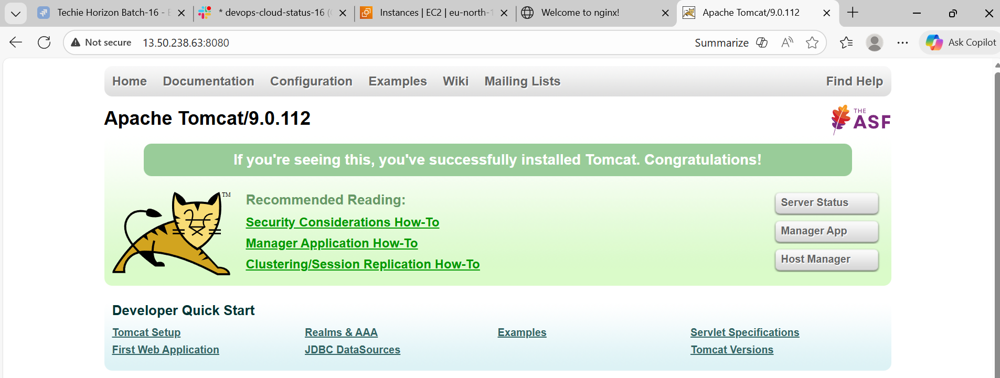 Techie Horizon Batch-16 - E
* devops-cloud-status-16 (C
Instances | EC2 | eu-north-1
Welcome to nginx!
Apache Tomcat/9.0.112
Not secure 13.50.238.63:8080
Summarize
Ask Copilot
Home Documentation Configuration Examples Wiki Mailing Lists Find Help
Apache Tomcat/9.0.112
THE
ASF
If you're seeing this, you've successfully installed Tomcat. Congratulations!
TM
Recommended Reading:
Security Considerations How-To
Manager Application How-To
Clustering/Session Replication How-To
Server Status
Manager App
Host Manager
Developer Quick Start
Tomcat Setup
First Web Application
Realms & AAA
JDBC DataSources
Examples
Servlet Specifications
Tomcat Versions